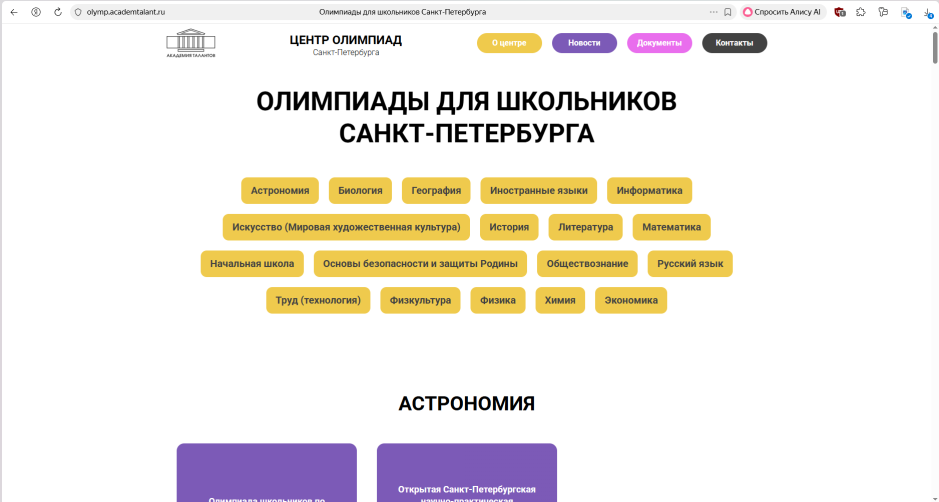 olymp.academtalant.ru
Олимпиады для школьников Санкт-Петербурга
Спросить Алису AI
АКАДЕМИЯ ТАЛАНТОВ
ЦЕНТР ОЛИМПИАД
Санкт-Петербурга
О центре
Новости
Документы
Контакты
ОЛИМПИАДЫ ДЛЯ ШКОЛЬНИКОВ
САНКТ-ПЕТЕРБУРГА
Астрономия Биология География Иностранные языки Информатика
Искусство (Мировая художественная культура) История Литература Математика
Начальная школа Основы безопасности и защиты Родины Обществознание Русский язык
Труд (технология) Физкультура Физика Химия Экономика
АСТРОНОМИЯ
Олимпиада школьников по
Открытая Санкт-Петербургская
научно-практическая